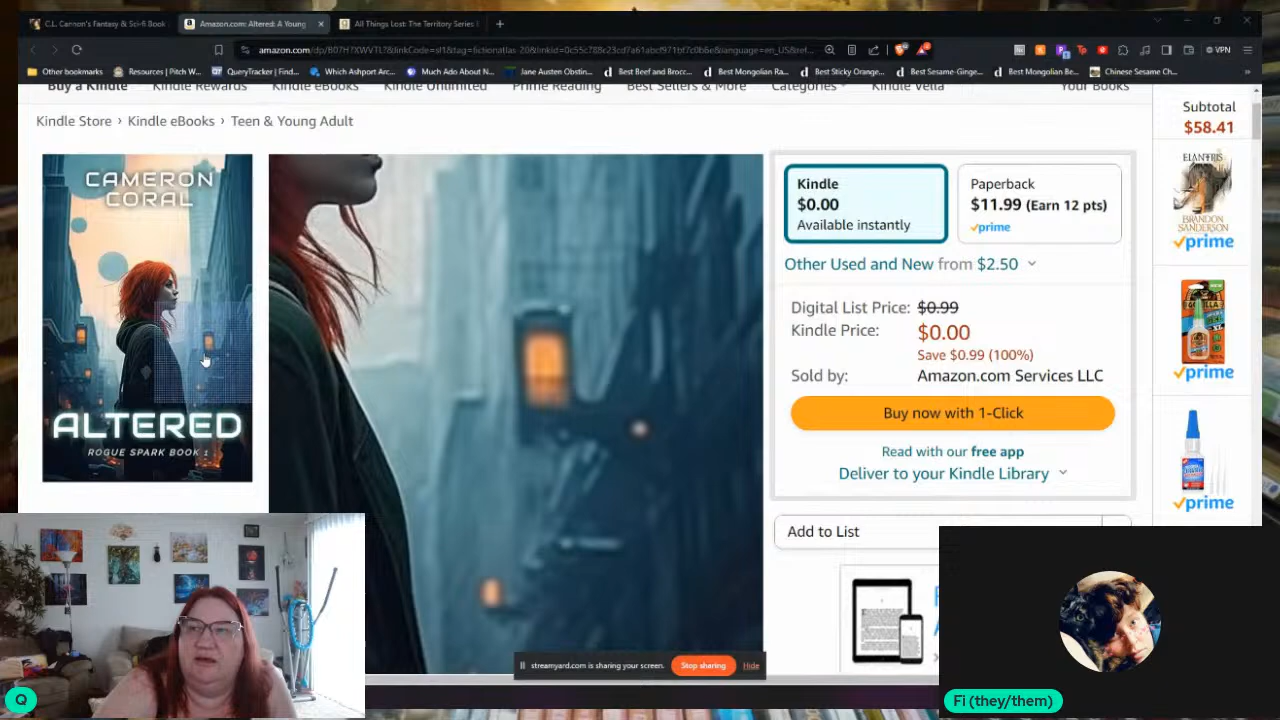 C.L. Cannon's Fantasy & Sci-fi Book
Amazon.com: Altered: A Young
All Things Lost: The Territory Series
VPN
Other bookmarks
Resources | Pitch W...
QueryTracker | Find...
Which Ashport Arc...
Much Ado About N...
Jane Austen Obstin...
Best Beef and Brocc...
Best Mongolian Ra...
Best Sticky Orange...
Best Sesame-Ginge...
Best Mongolian Be...
Chinese Sesame Ch...
Buy a Kindle
Kindle Rewards
Kindle eBooks
Kindle Unlimited
Prime Reading
Best Sellers & More
Categories
Kindle Vella
Your Books
Kindle Store › Kindle eBooks › Teen & Young Adult
Subtotal
$58.41
CAMERON
CORAL
ALTERED
ROGUE SPARK BOOK 1
Kindle
$0.00
Available instantly
Paperback
$11.99 (Earn 12 pts)
prime
Other Used and New from $2.50
Digital List Price: $0.99
Kindle Price: $0.00
Save $0.99 (100%)
Sold by: Amazon.com Services LLC
Buy now with 1-Click
Read with our free app
Deliver to your Kindle Library
Add to List
ELANTRIS
BRANDON
SANDERSON
prime
GORILLA
prime
prime
streamyard.com is sharing your screen.
Stop sharing
Hide
Q
Fi (they/them)